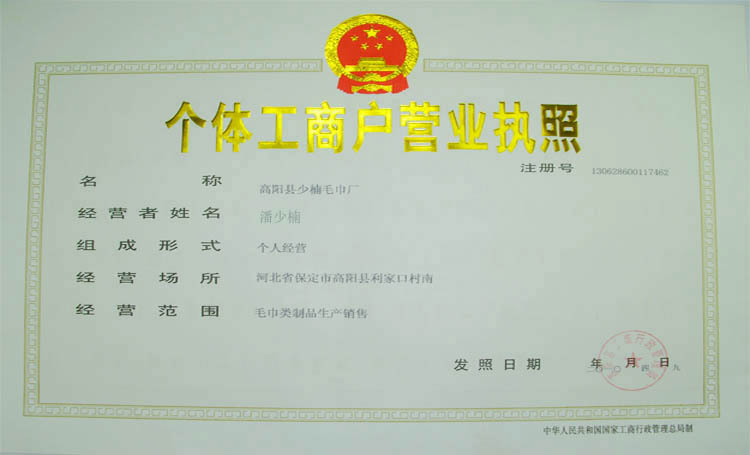 个体工商户营业执照
注册号 130628600117462
名称 高阳县少楠毛巾厂
经营者姓名 潘少楠
组成形式 个人经营
经营场所 河北省保定市高阳县利家口村南
经营范围 毛巾类制品生产销售
发照日期 年 月 日
二〇〇 四 九
中华人民共和国国家工商行政管理总局制